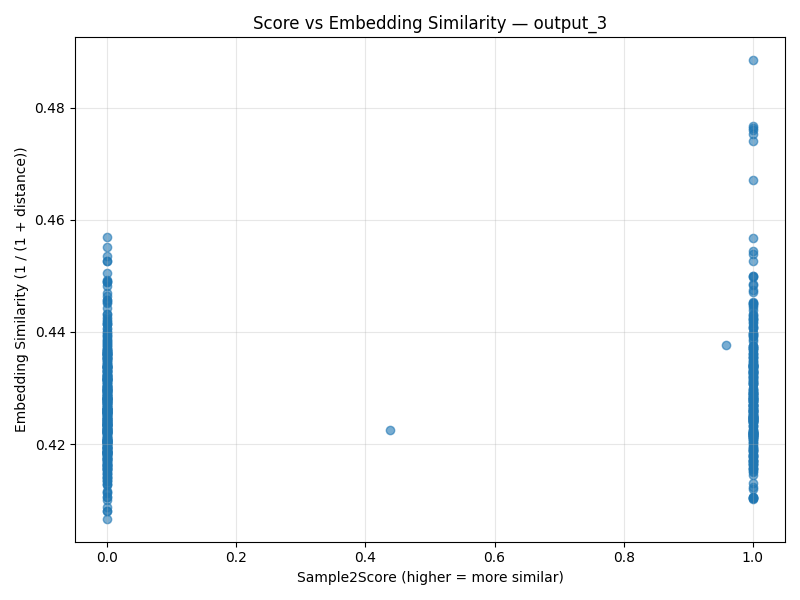 Score vs Embedding Similarity — output_3
Embedding Similarity (1 / (1 + distance))
0.48
0.46
0.44
0.42
0.0 0.2 0.4 0.6 0.8 1.0
Sample2Score (higher = more similar)